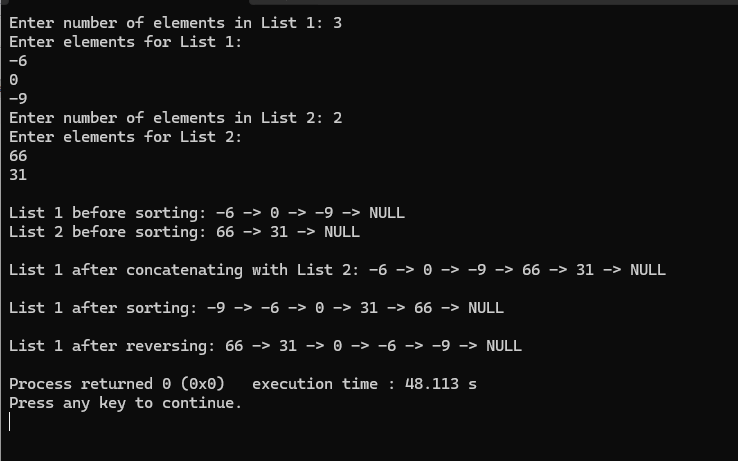 Enter number of elements in List 1: 3
Enter elements for List 1:
-6
0
-9
Enter number of elements in List 2: 2
Enter elements for List 2:
66
31
List 1 before sorting: -6 -> 0 -> -9 -> NULL
List 2 before sorting: 66 -> 31 -> NULL
List 1 after concatenating with List 2: -6 -> 0 -> -9 -> 66 -> 31 -> NULL
List 1 after sorting: -9 -> -6 -> 0 -> 31 -> 66 -> NULL
List 1 after reversing: 66 -> 31 -> 0 -> -6 -> -9 -> NULL
Process returned 0 (0x0)   execution time : 48.113 s
Press any key to continue.